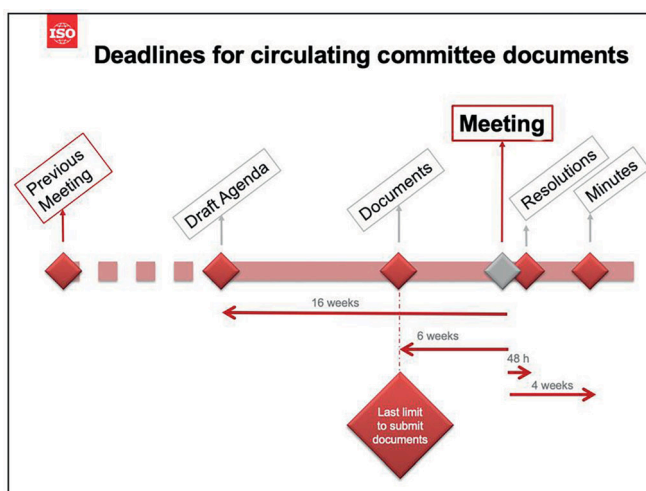 ISO
Deadlines for circulating committee documents
Previous
Meeting
Draft Agenda
Documents
Meeting
Resolutions
Minutes
16 weeks
6 weeks
48 h
4 weeks
Last limit
to submit
documents